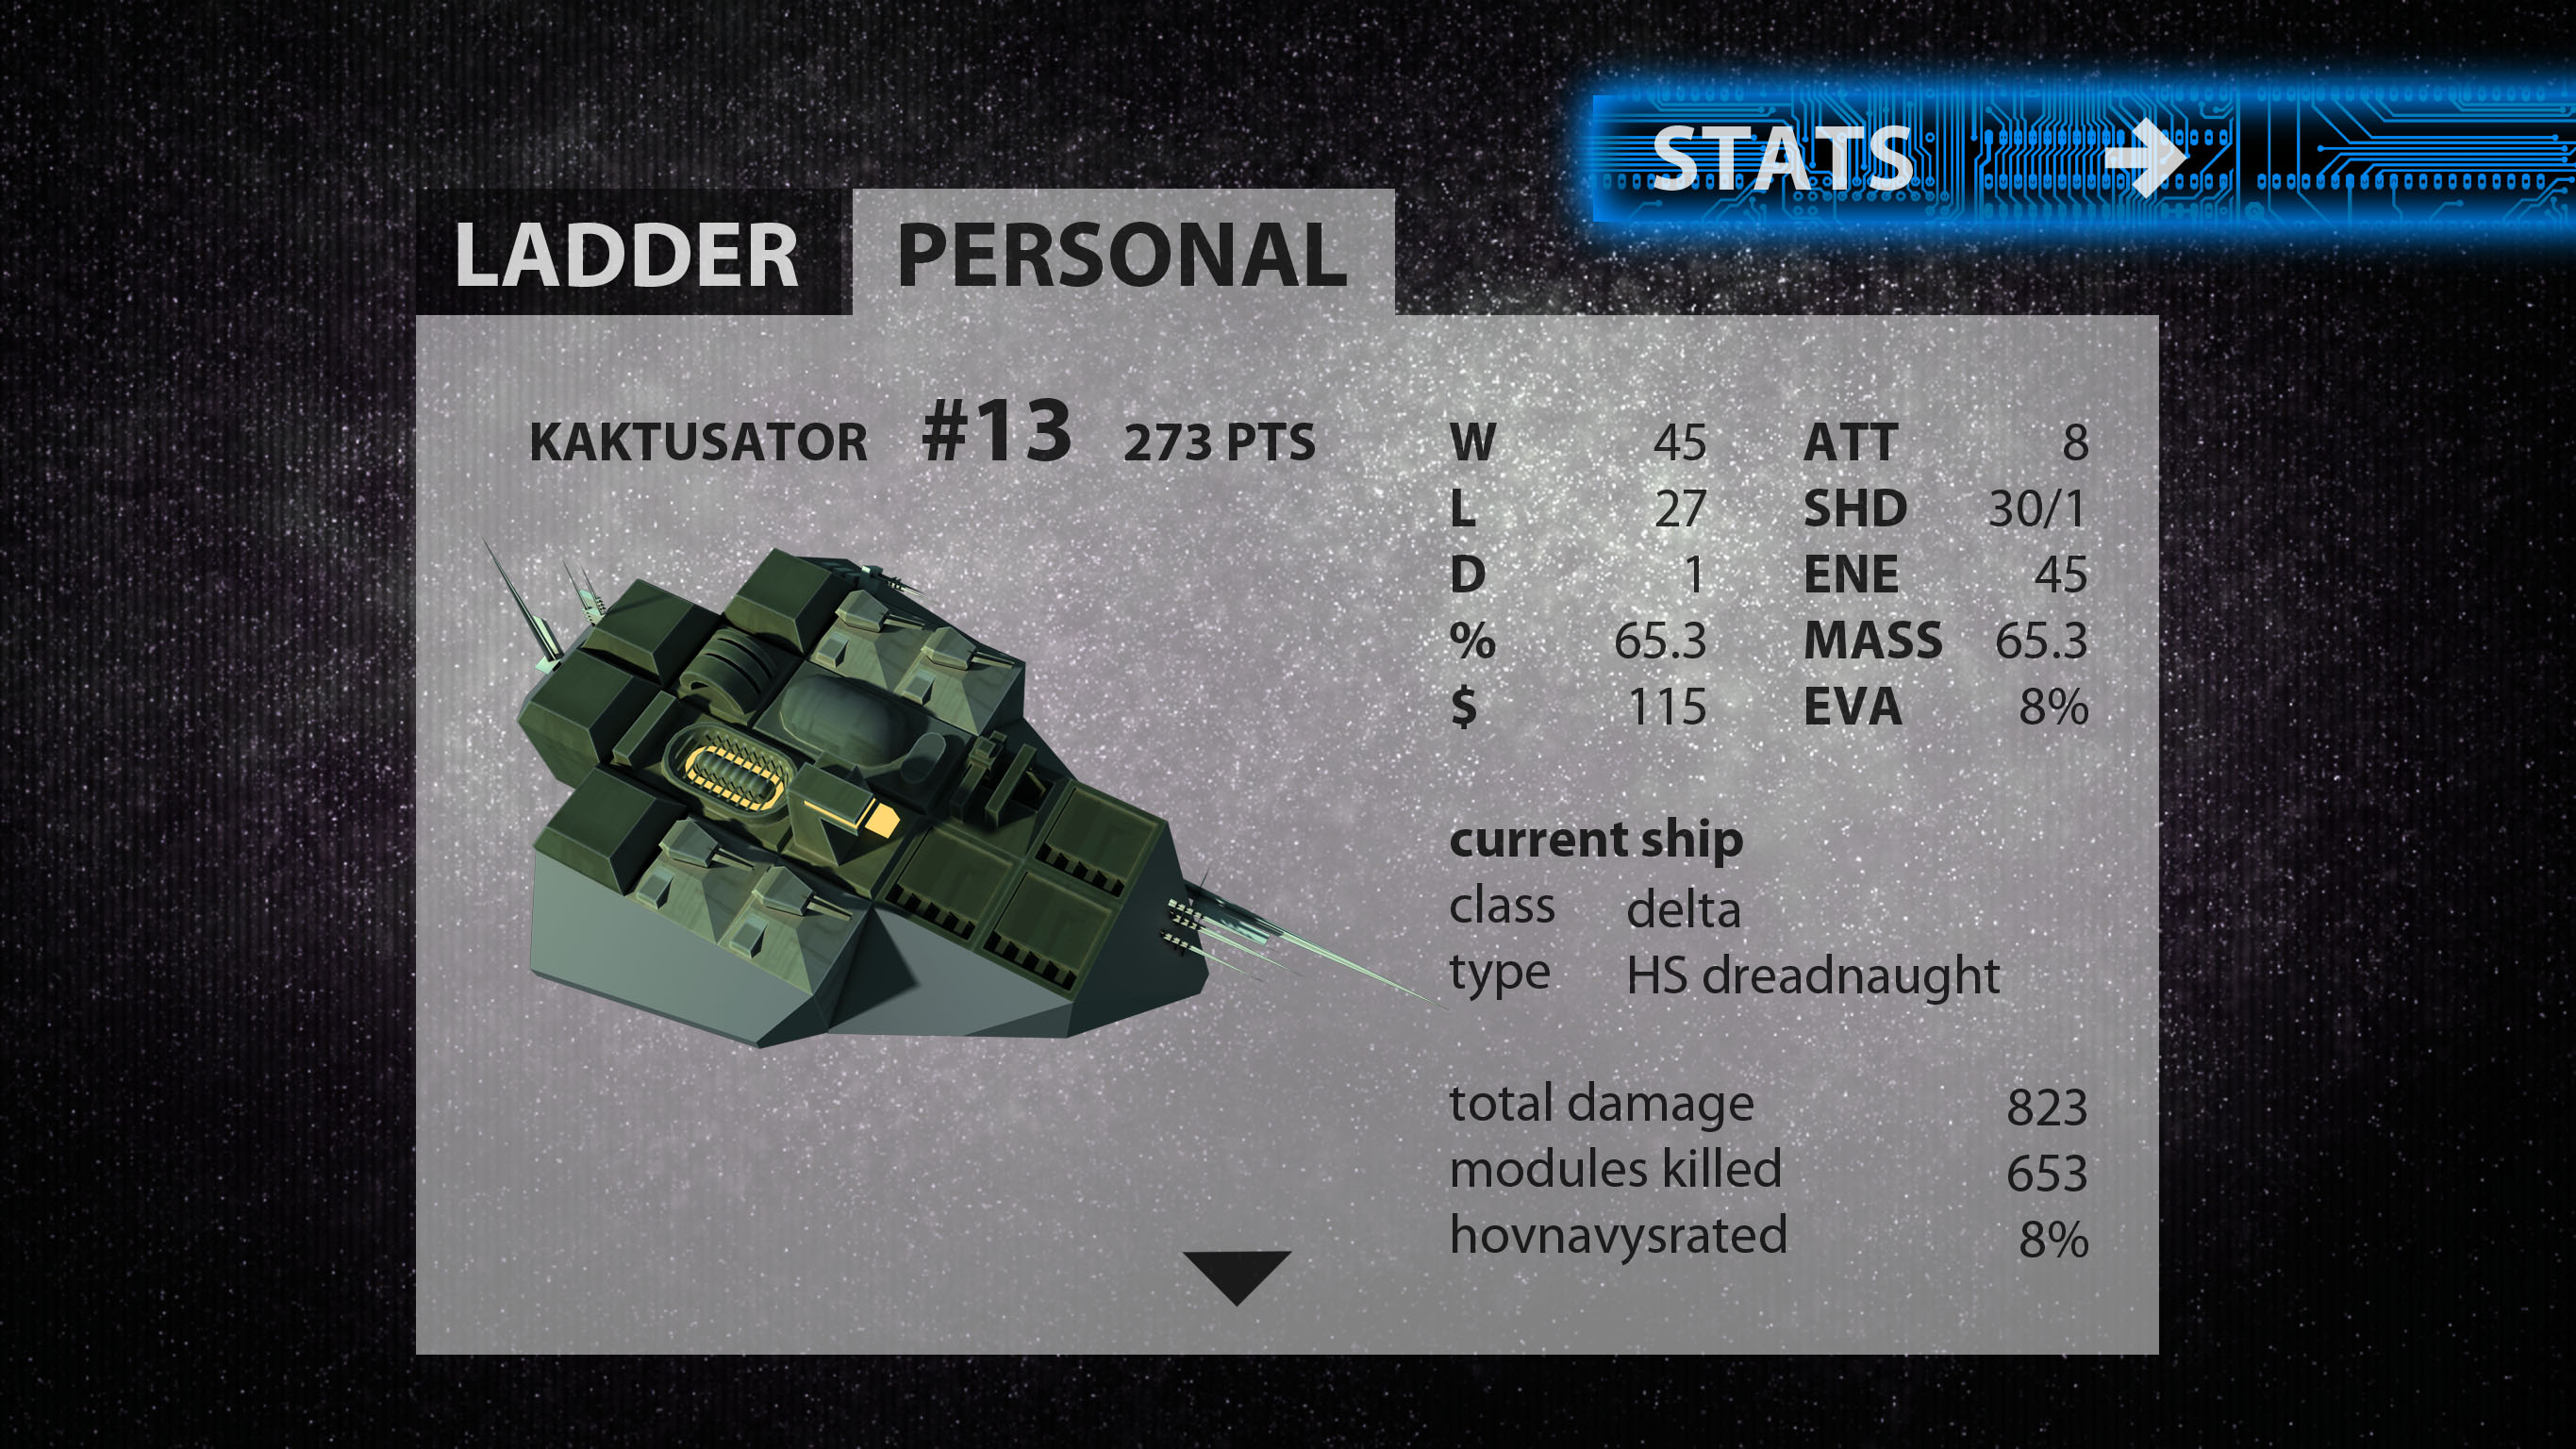 STATS
LADDER PERSONAL
KAKTUSATOR #13 273 PTS
W 45 ATT 8
L 27 SHD 30/1
D 1 ENE 45
% 65.3 MASS 65.3
$ 115 EVA 8%
current ship
class delta
type HS dreadnaught
total damage 823
modules killed 653
hovnavysrated 8%